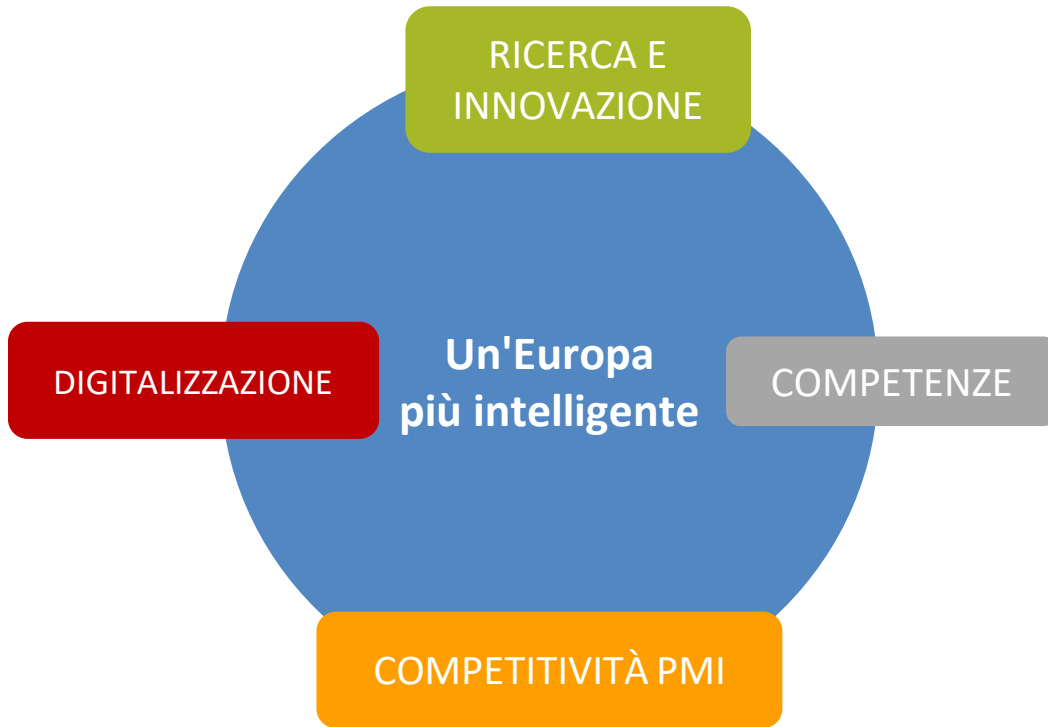 RICERCA E
INNOVAZIONE
DIGITALIZZAZIONE
Un'Europa
più intelligente
COMPETENZE
COMPETITIVITÀ PMI